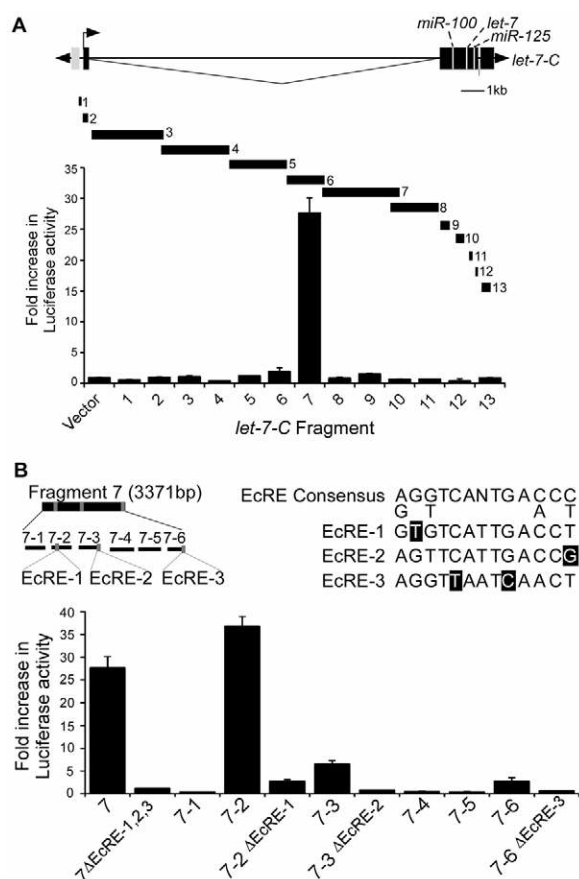 A
miR-100
let-7
miR-125
let-7-C
1kb
1
2
3
4
5
6
7
8
9
10
11
12
13
Fold increase in
Luciferase activity
35
30
25
20
15
10
5
0
Vector 1 2 3 4 5 6 7 8 9 10 11 12 13
let-7-C Fragment
B
Fragment 7 (3371bp)
7-1 7-2 7-3 7-4 7-5 7-6
EcRE-1 EcRE-2 EcRE-3
EcRE Consensus AGGTCANTGACCC
G T A T
EcRE-1 GTGTCATTGACCT
EcRE-2 AGTTCATTGACCG
EcRE-3 AGGTTAATCAACT
Fold increase in
Luciferase activity
40
35
30
25
20
15
10
5
0
7 7ΔEcRE-1,2,3 7-1 7-2 7-2 ΔEcRE-1 7-3 7-3 ΔEcRE-2 7-4 7-5 7-6 7-6 ΔEcRE-3